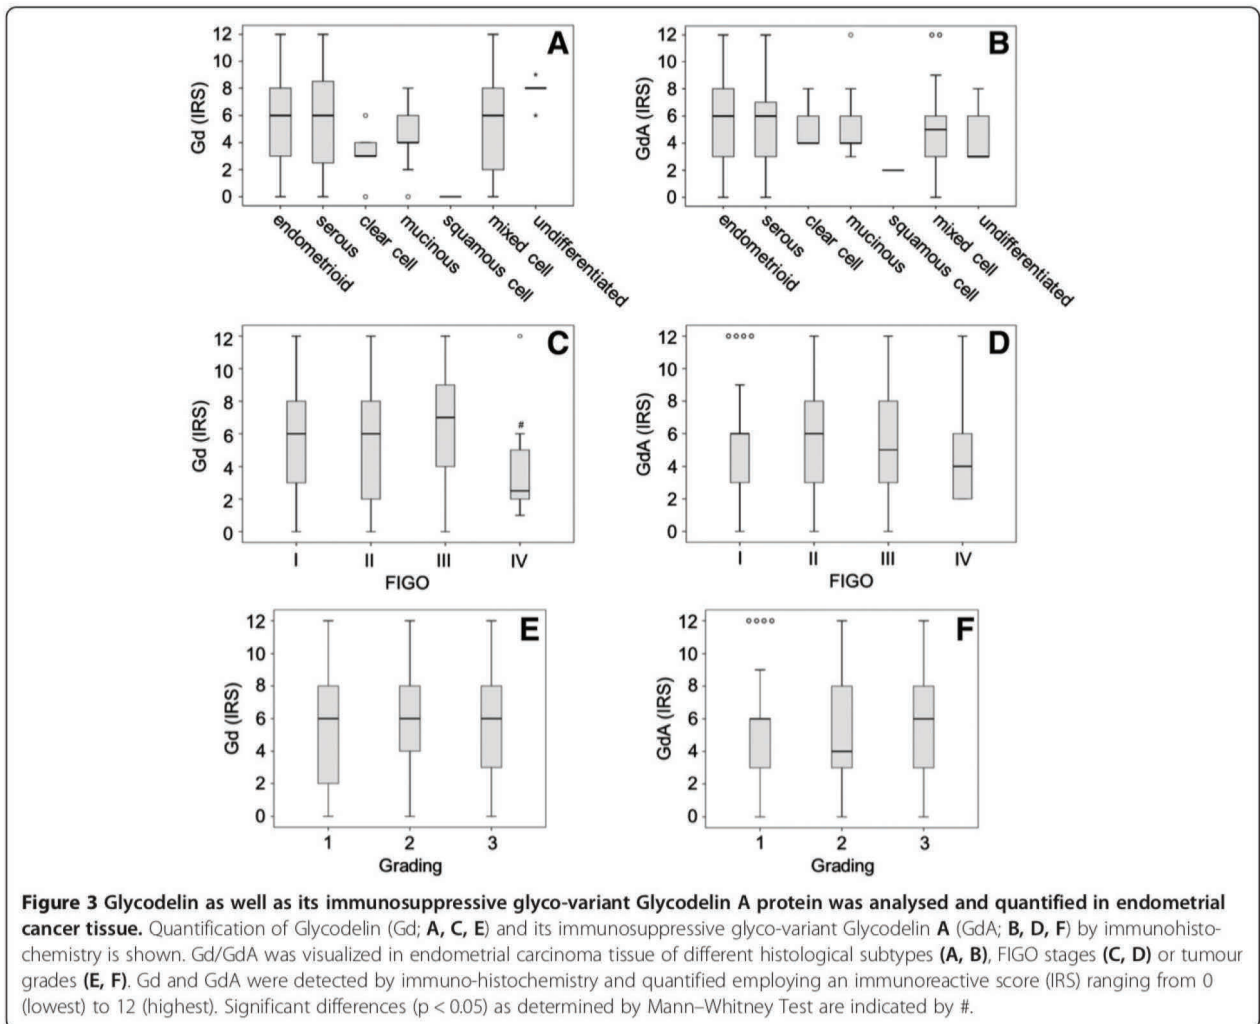 A
12
10
8
6
4
2
0
Gd (IRS)
endometrioid
serous
clear cell
mucinous
squamous cell
mixed cell
undifferentiated
B
12
10
8
6
4
2
0
GdA (IRS)
endometrioid
serous
clear cell
mucinous
squamous cell
mixed cell
undifferentiated
C
12
10
8
6
4
2
0
Gd (IRS)
#
I II III IV
FIGO
D
12
10
8
6
4
2
0
GdA (IRS)
I II III IV
FIGO
E
12
10
8
6
4
2
0
Gd (IRS)
1 2 3
Grading
F
12
10
8
6
4
2
0
GdA (IRS)
1 2 3
Grading
Figure 3 Glycodelin as well as its immunosuppressive glyco-variant Glycodelin A protein was analysed and quantified in endometrial
cancer tissue. Quantification of Glycodelin (Gd; A, C, E) and its immunosuppressive glyco-variant Glycodelin A (GdA; B, D, F) by immunohisto-
chemistry is shown. Gd/GdA was visualized in endometrial carcinoma tissue of different histological subtypes (A, B), FIGO stages (C, D) or tumour
grades (E, F). Gd and GdA were detected by immuno-histochemistry and quantified employing an immunoreactive score (IRS) ranging from 0
(lowest) to 12 (highest). Significant differences (p < 0.05) as determined by Mann–Whitney Test are indicated by #.